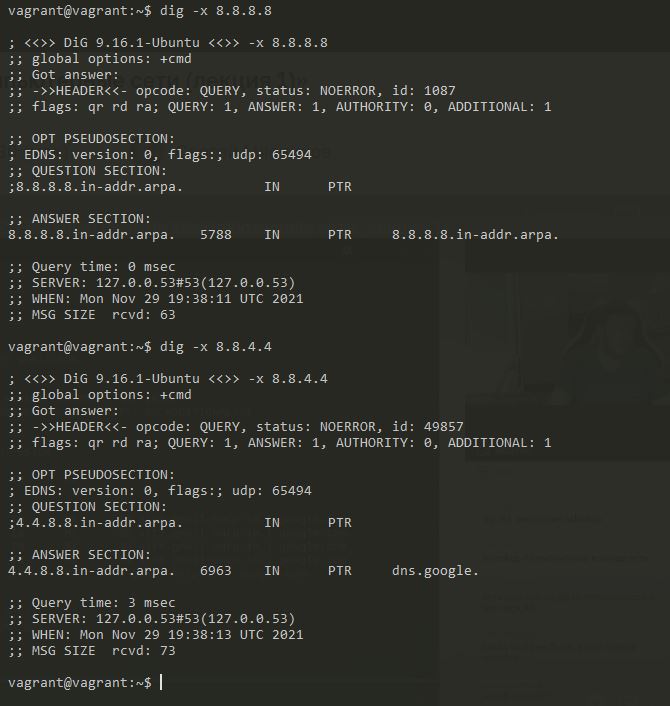 vagrant@vagrant:~$ dig -x 8.8.8.8

; <<>> DiG 9.16.1-Ubuntu <<>> -x 8.8.8.8
;; global options: +cmd
;; Got answer:
;; ->>HEADER<<- opcode: QUERY, status: NOERROR, id: 1087
;; flags: qr rd ra; QUERY: 1, ANSWER: 1, AUTHORITY: 0, ADDITIONAL: 1

;; OPT PSEUDOSECTION:
; EDNS: version: 0, flags:; udp: 65494
;; QUESTION SECTION:
;8.8.8.8.in-addr.arpa.          IN      PTR

;; ANSWER SECTION:
8.8.8.8.in-addr.arpa.   5788    IN      PTR     8.8.8.8.in-addr.arpa.

;; Query time: 0 msec
;; SERVER: 127.0.0.53#53(127.0.0.53)
;; WHEN: Mon Nov 29 19:38:11 UTC 2021
;; MSG SIZE  rcvd: 63

vagrant@vagrant:~$ dig -x 8.8.4.4

; <<>> DiG 9.16.1-Ubuntu <<>> -x 8.8.4.4
;; global options: +cmd
;; Got answer:
;; ->>HEADER<<- opcode: QUERY, status: NOERROR, id: 49857
;; flags: qr rd ra; QUERY: 1, ANSWER: 1, AUTHORITY: 0, ADDITIONAL: 1

;; OPT PSEUDOSECTION:
; EDNS: version: 0, flags:; udp: 65494
;; QUESTION SECTION:
;4.4.8.8.in-addr.arpa.          IN      PTR

;; ANSWER SECTION:
4.4.8.8.in-addr.arpa.   6963    IN      PTR     dns.google.

;; Query time: 3 msec
;; SERVER: 127.0.0.53#53(127.0.0.53)
;; WHEN: Mon Nov 29 19:38:13 UTC 2021
;; MSG SIZE  rcvd: 73

vagrant@vagrant:~$